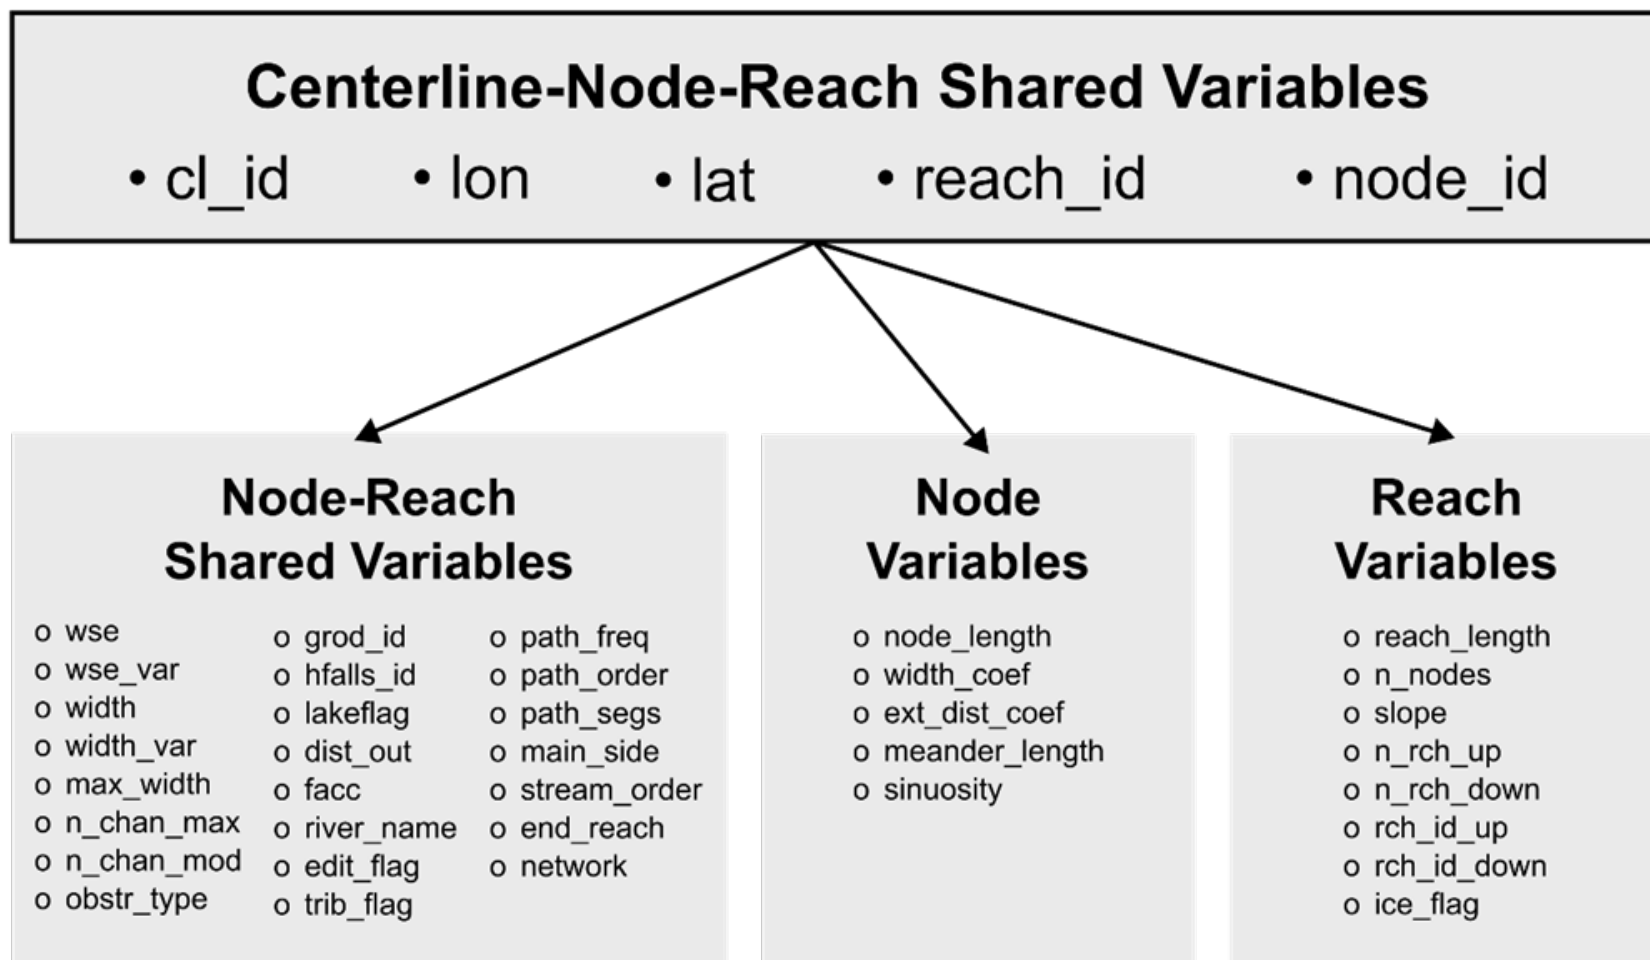 Centerline-Node-Reach Shared Variables
• cl_id • lon • lat • reach_id • node_id
Node-Reach
Shared Variables
o wse
o wse_var
o width
o width_var
o max_width
o n_chan_max
o n_chan_mod
o obstr_type
o grod_id
o hfalls_id
o lakeflag
o dist_out
o facc
o river_name
o edit_flag
o trib_flag
o path_freq
o path_order
o path_segs
o main_side
o stream_order
o end_reach
o network
Node
Variables
o node_length
o width_coef
o ext_dist_coef
o meander_length
o sinuosity
Reach
Variables
o reach_length
o n_nodes
o slope
o n_rch_up
o n_rch_down
o rch_id_up
o rch_id_down
o ice_flag